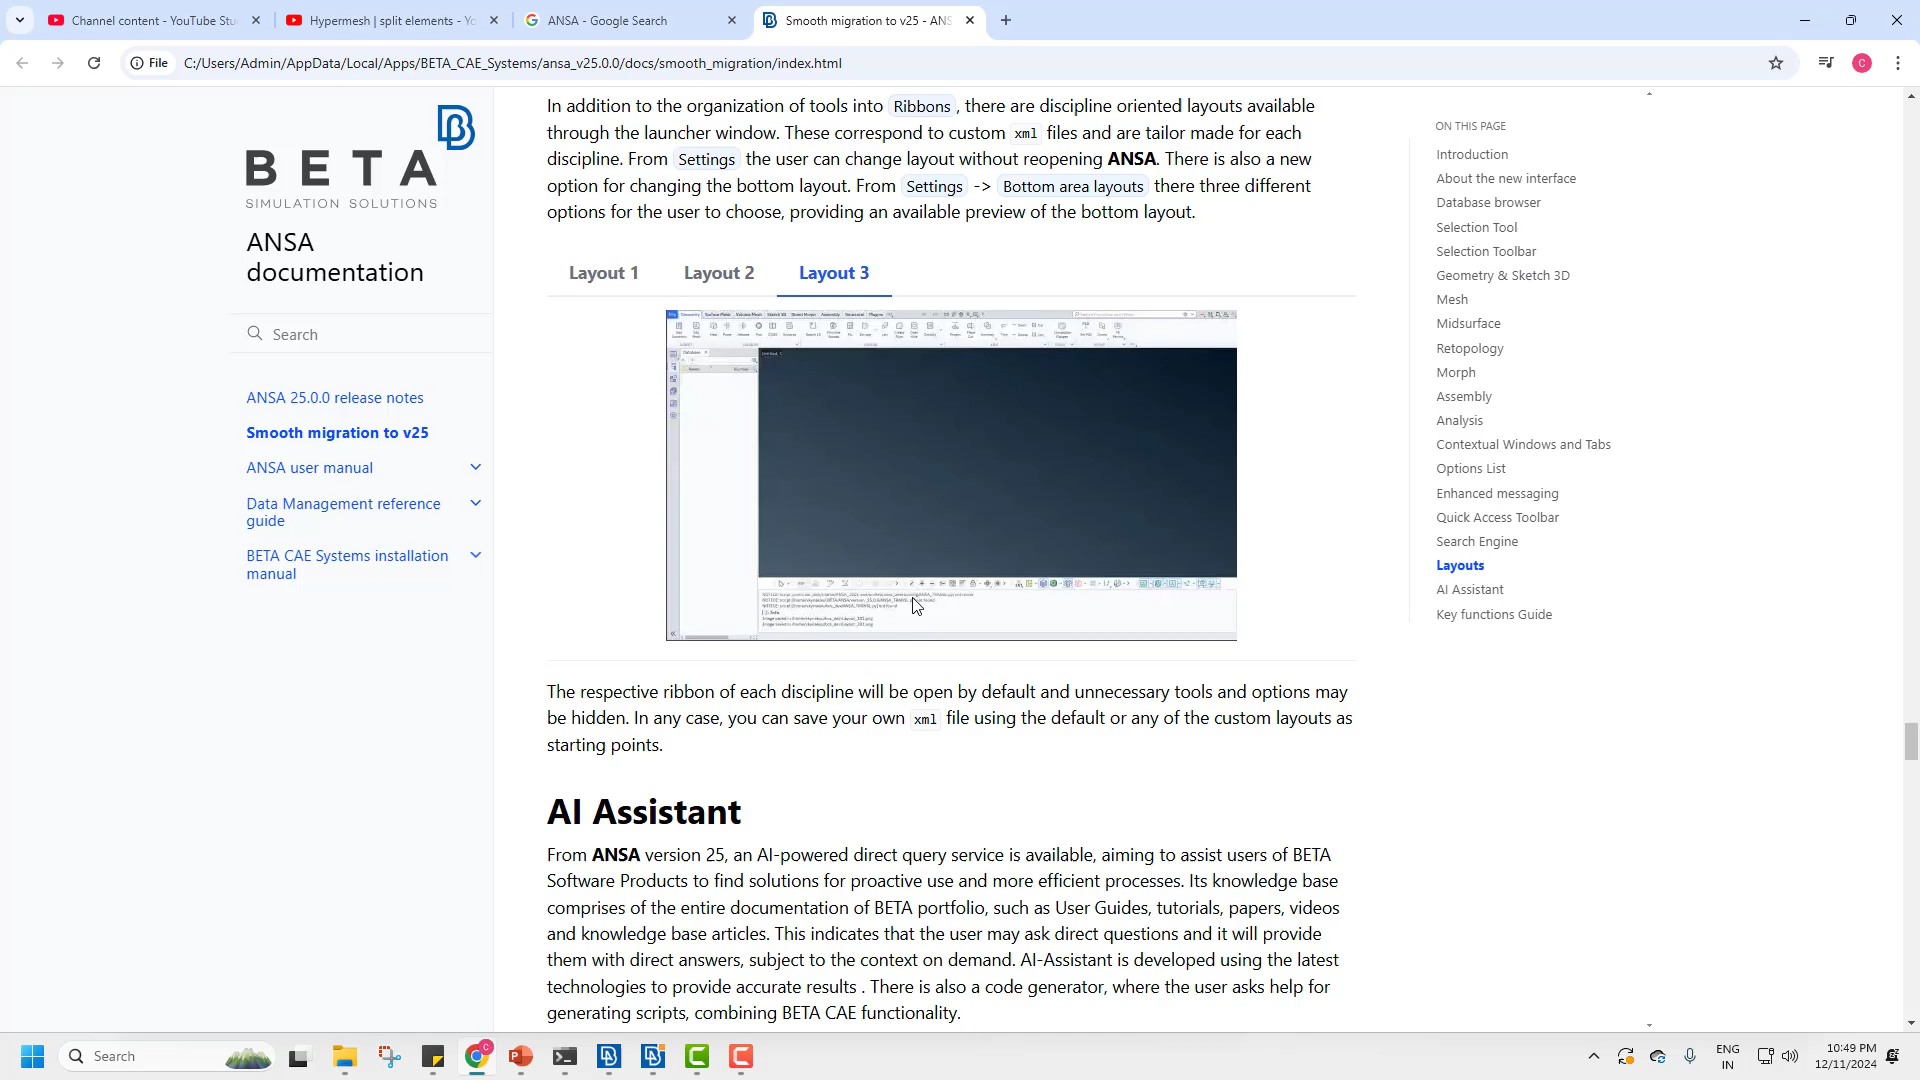 Channel content - YouTube Stu
Hypermesh | split elements - Yo
ANSA - Google Search
Smooth migration to v25 - ANS
File
C:/Users/Admin/AppData/Local/Apps/BETA_CAE_Systems/ansa_v25.0.0/docs/smooth_migration/index.html
C
BETA
SIMULATION SOLUTIONS
ANSA
documentation
Search
ANSA 25.0.0 release notes
Smooth migration to v25
ANSA user manual
Data Management reference
guide
BETA CAE Systems installation
manual
In addition to the organization of tools into Ribbons , there are discipline oriented layouts available
through the launcher window. These correspond to custom xml files and are tailor made for each
discipline. From Settings the user can change layout without reopening ANSA. There is also a new
option for changing the bottom layout. From Settings -> Bottom area layouts there three different
options for the user to choose, providing an available preview of the bottom layout.
Layout 1
Layout 2
Layout 3
The respective ribbon of each discipline will be open by default and unnecessary tools and options may
be hidden. In any case, you can save your own xml file using the default or any of the custom layouts as
starting points.
AI Assistant
From ANSA version 25, an AI-powered direct query service is available, aiming to assist users of BETA
Software Products to find solutions for proactive use and more efficient processes. Its knowledge base
comprises of the entire documentation of BETA portfolio, such as User Guides, tutorials, papers, videos
and knowledge base articles. This indicates that the user may ask direct questions and it will provide
them with direct answers, subject to the context on demand. AI-Assistant is developed using the latest
technologies to provide accurate results . There is also a code generator, where the user asks help for
generating scripts, combining BETA CAE functionality.
ON THIS PAGE
Introduction
About the new interface
Database browser
Selection Tool
Selection Toolbar
Geometry & Sketch 3D
Mesh
Midsurface
Retopology
Morph
Assembly
Analysis
Contextual Windows and Tabs
Options List
Enhanced messaging
Quick Access Toolbar
Search Engine
Layouts
AI Assistant
Key functions Guide
Search
ENG
IN
10:49 PM
12/11/2024